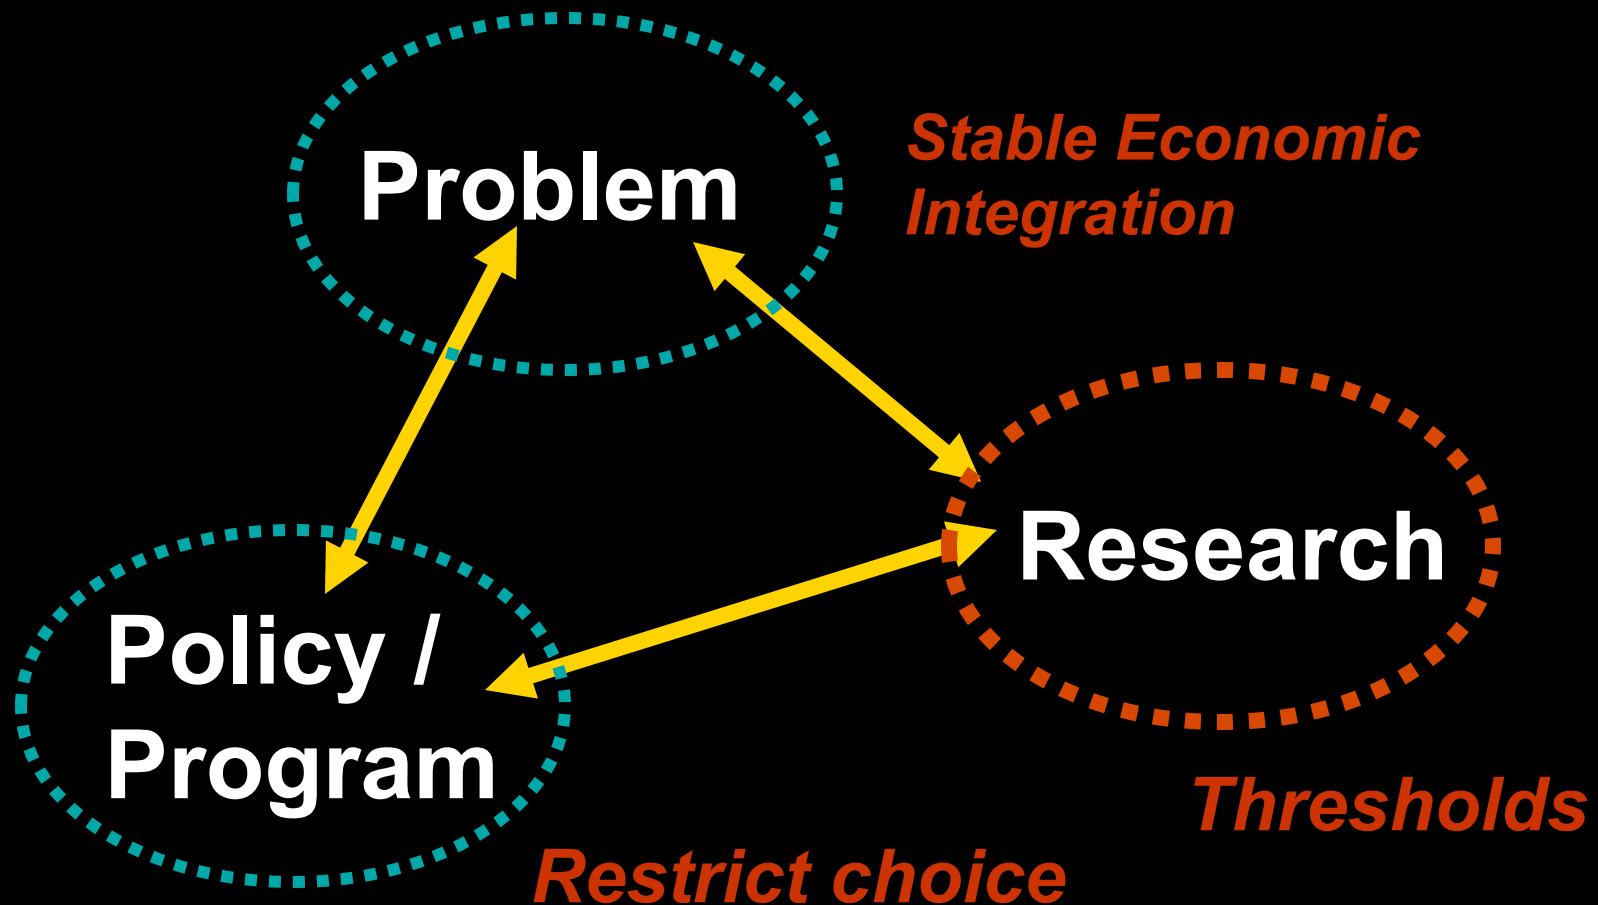 Problem
Stable Economic
Integration
Research
Policy /
Program
Thresholds
Restrict choice